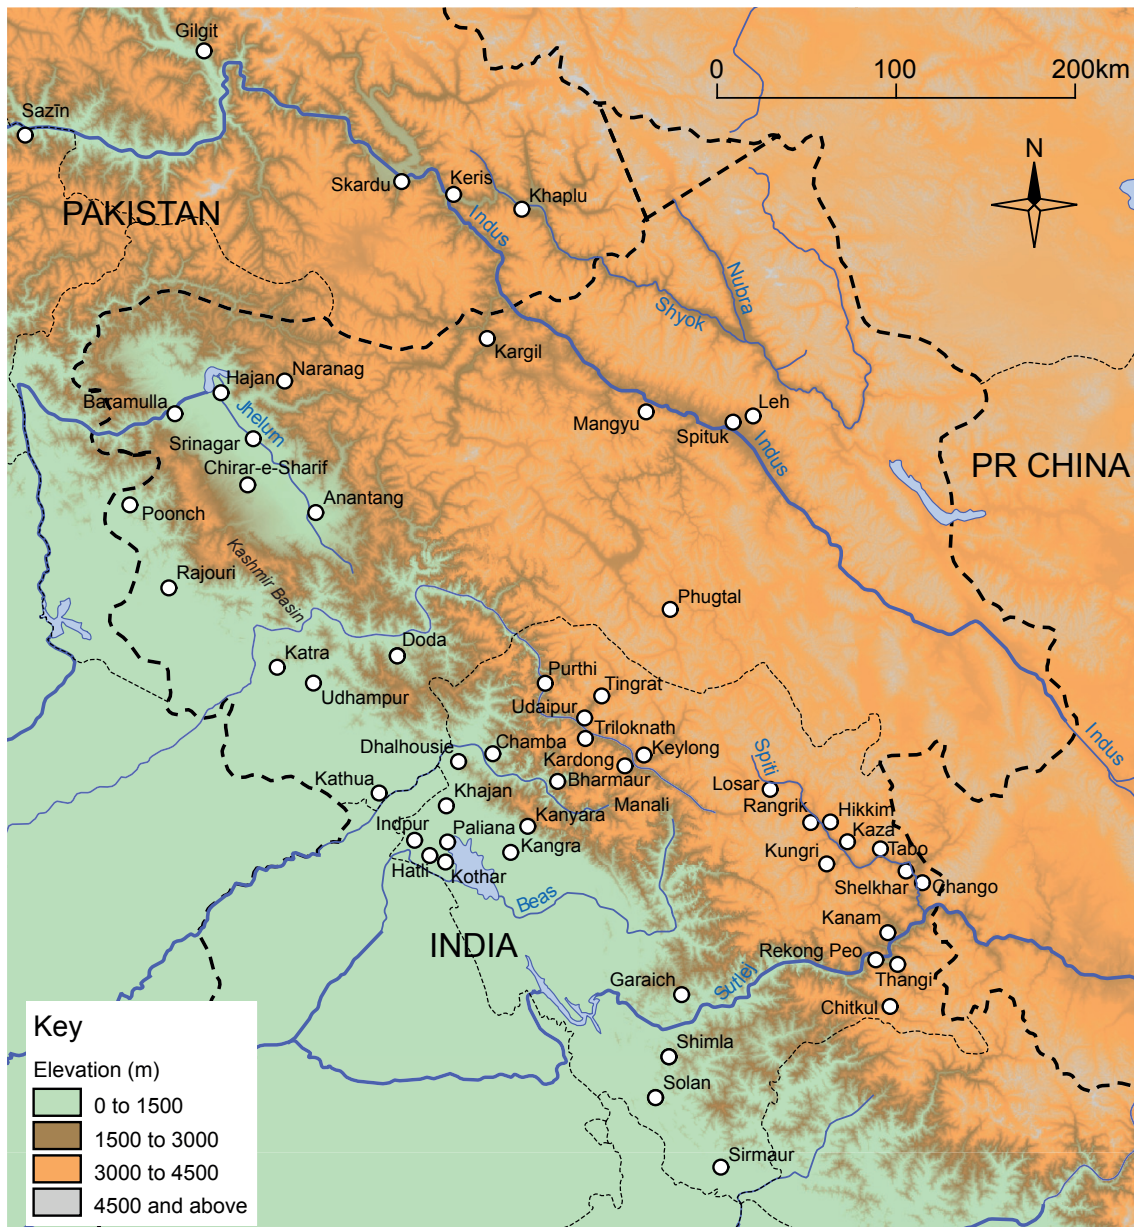 Gilgit
0 100 200km
Sazīn
N
Skardu
Keris
Khaplu
PAKISTAN
Indus
Nubra
Shyok
Kargil
Naranag
Hajan
Baramulla
Jhelum
Srinagar
Mangyu
Leh
Spituk
Indus
Chirar-e-Sharif
PR CHINA
Anantang
Poonch
Kashmir Basin
Rajouri
Phugtal
Doda
Katra
Udhampur
Purthi
Tingrat
Udaipur
Triloknath
Dhalhousie
Chamba
Keylong
Kardong
Bharmaur
Spiti
Indus
Kathua
Losar
Khajan
Manali
Rangrik
Hikkim
Kanyara
Indpur
Paliana
Kaza
Kangra
Kungri
Tabo
Hatli
Kothar
Shelkhar
Chango
Beas
Kanam
INDIA
Rekong Peo
Garaich
Sutlej
Thangi
Chitkul
Shimla
Solan
Sirmaur
Key
Elevation (m)
0 to 1500
1500 to 3000
3000 to 4500
4500 and above